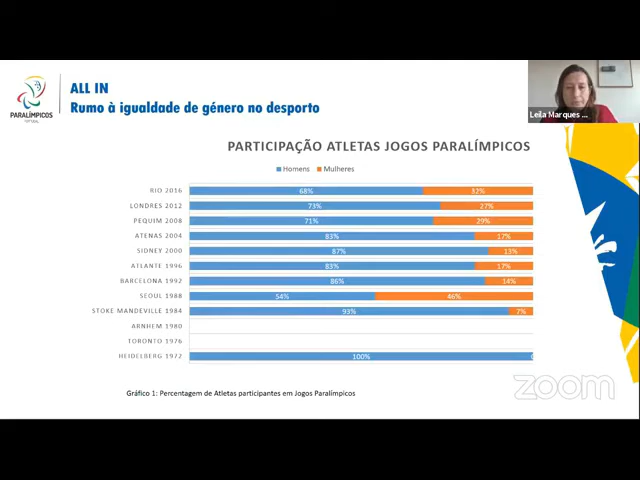 ALL IN
Rumo à igualdade de género no desporto
PARALÍMPICOS
Leila Marques ...
PARTICIPAÇÃO ATLETAS JOGOS PARALÍMPICOS
Homens Mulheres
RIO 2016 68% 32%
LONDRES 2012 73% 27%
PEQUIM 2008 71% 29%
ATENAS 2004 83% 17%
SIDNEY 2000 87% 13%
ATLANTE 1996 83% 17%
BARCELONA 1992 86% 14%
SEOUL 1988 54% 46%
STOKE MANDEVILLE 1984 93% 7%
ARNHEM 1980
TORONTO 1976
HEIDELBERG 1972 100%
Gráfico 1: Percentagem de Atletas participantes em Jogos Paralímpicos
zoom